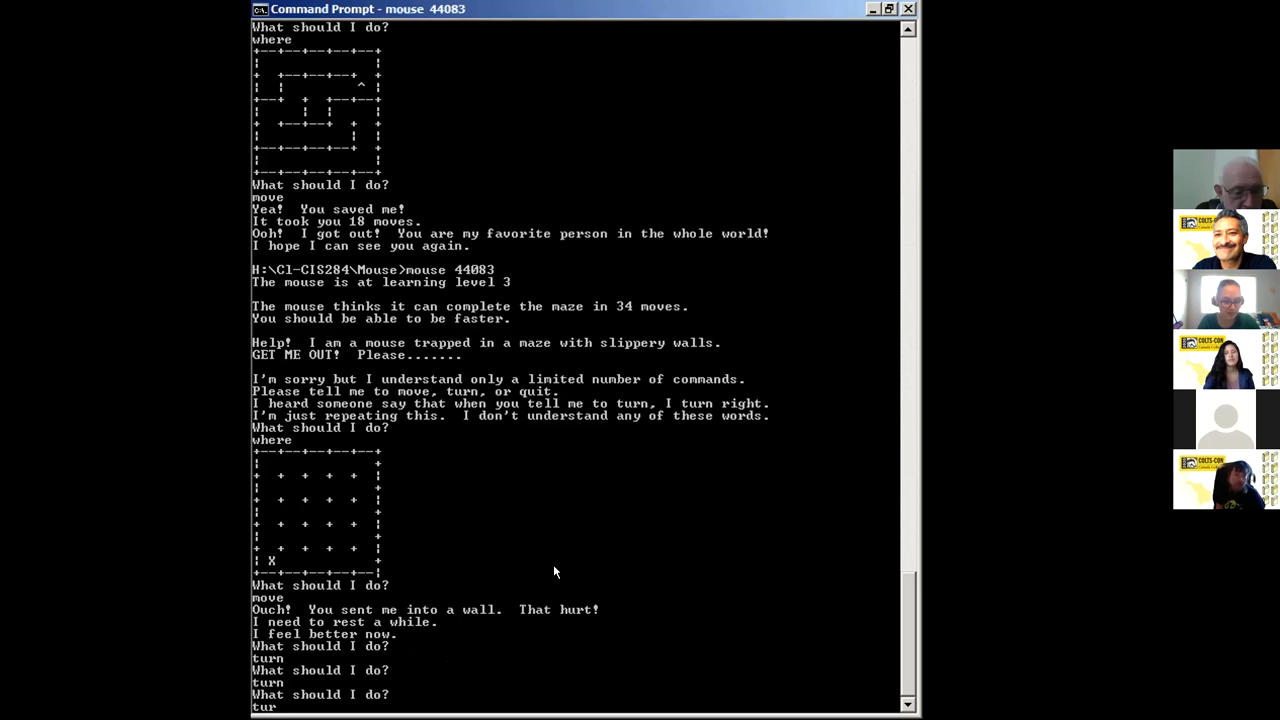 Command Prompt - mouse 44083
What should I do?
where
+--+--+--+--+--+
¦              ¦
+  +--+--+--+  +
¦  ¦         ^ ¦
+--+  +  +--+--+
¦     ¦  ¦     ¦
+  +--+--+  +  +
¦           ¦  ¦
+--+--+--+--+  +
¦              ¦
+--+--+--+--+--+
What should I do?
move
Yea!  You saved me!
It took you 18 moves.
Ooh!  I got out!  You are my favorite person in the whole world!
I hope I can see you again.
H:\Cl-CIS284\Mouse>mouse 44083
The mouse is at learning level 3
The mouse thinks it can complete the maze in 34 moves.
You should be able to be faster.
Help!  I am a mouse trapped in a maze with slippery walls.
GET ME OUT!  Please.......
I'm sorry but I understand only a limited number of commands.
Please tell me to move, turn, or quit.
I heard someone say that when you tell me to turn, I turn right.
I'm just repeating this.  I don't understand any of these words.
What should I do?
where
+--+--+--+--+--¦
¦              +
¦  +  +  +  +  ¦
¦              +
¦  +  +  +  +  ¦
¦              +
¦  +  +  +  +  ¦
¦              +
¦  +  +  +  +  ¦
¦ X            +
+--+--+--+--+--¦
What should I do?
move
Ouch!  You sent me into a wall.  That hurt!
I need to rest a while.
I feel better now.
What should I do?
turn
What should I do?
turn
What should I do?
tur
COLTS-CON
COLTS-CON
COLTS-CON